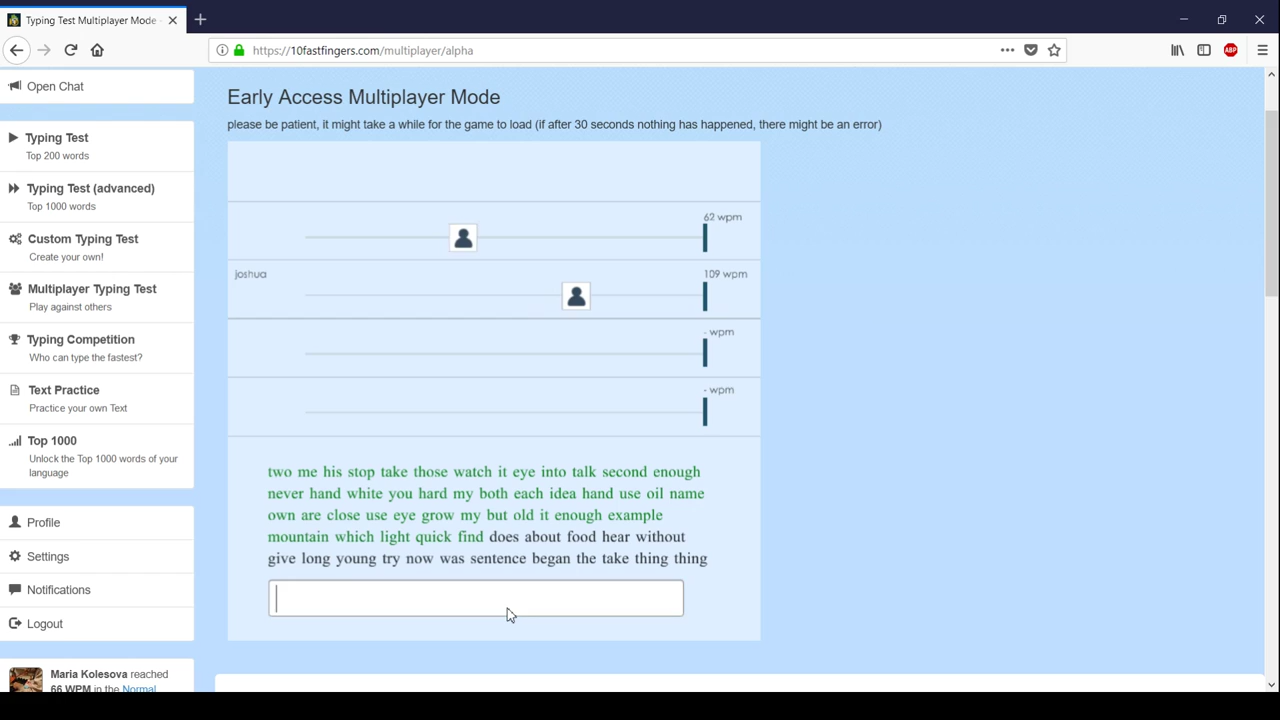 Typing Test Multiplayer Mode -
https://10fastfingers.com/multiplayer/alpha
ABP
Open Chat
Typing Test
Top 200 words
Typing Test (advanced)
Top 1000 words
Custom Typing Test
Create your own!
Multiplayer Typing Test
Play against others
Typing Competition
Who can type the fastest?
Text Practice
Practice your own Text
Top 1000
Unlock the Top 1000 words of your
language
Profile
Settings
Notifications
Logout
Maria Kolesova reached
66 WPM in the Normal
Early Access Multiplayer Mode
please be patient, it might take a while for the game to load (if after 30 seconds nothing has happened, there might be an error)
62 wpm
joshua
109 wpm
- wpm
- wpm
two me his stop take those watch it eye into talk second enough
never hand white you hard my both each idea hand use oil name
own are close use eye grow my but old it enough example
mountain which light quick find does about food hear without
give long young try now was sentence began the take thing thing